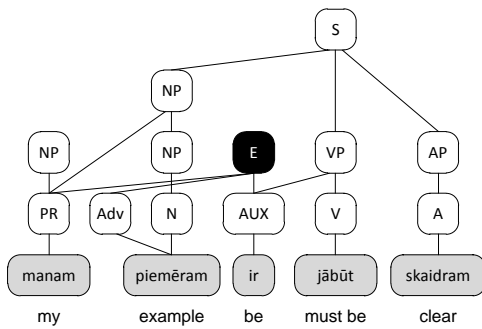 S
NP
NP NP E VP AP
PR Adv N AUX V A
manam piemēram ir jābūt skaidram
my example be must be clear